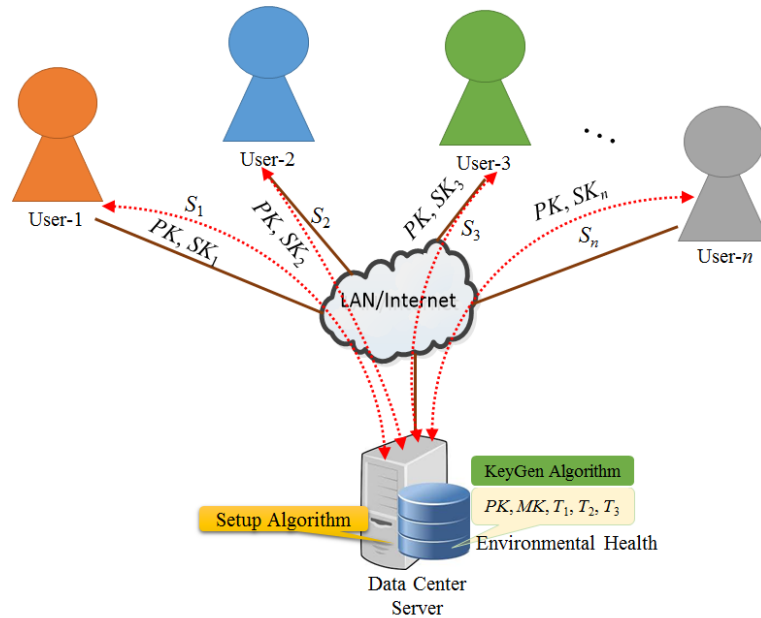 User-1
User-2
User-3
. . .
User-n
S₁
PK, SK₁
S₂
PK, SK₂
PK, SK₃
S₃
PK, SKₙ
Sₙ
LAN/Internet
KeyGen Algorithm
PK, MK, T₁, T₂, T₃
Setup Algorithm
Environmental Health
Data Center
Server